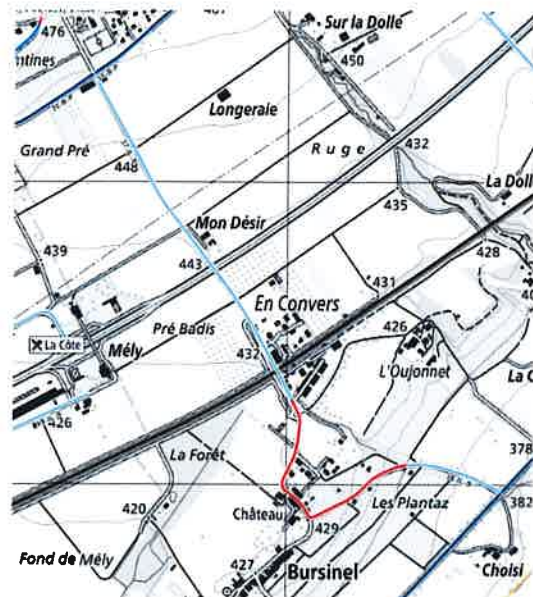 467
Sur la Dolle
476
ntines
450
Longeraie
Grand Pré
Ruge
432
448
La Doll
435
Mon Désir
439
428
443
431
En Convers
Pré Badis
426
La Côte
Mély
432
L'Oujonnet
La C
426
378
La Forêt
Les Plantaz
382
420
Château
429
Fond de Mély
427
Bursinel
Choisi